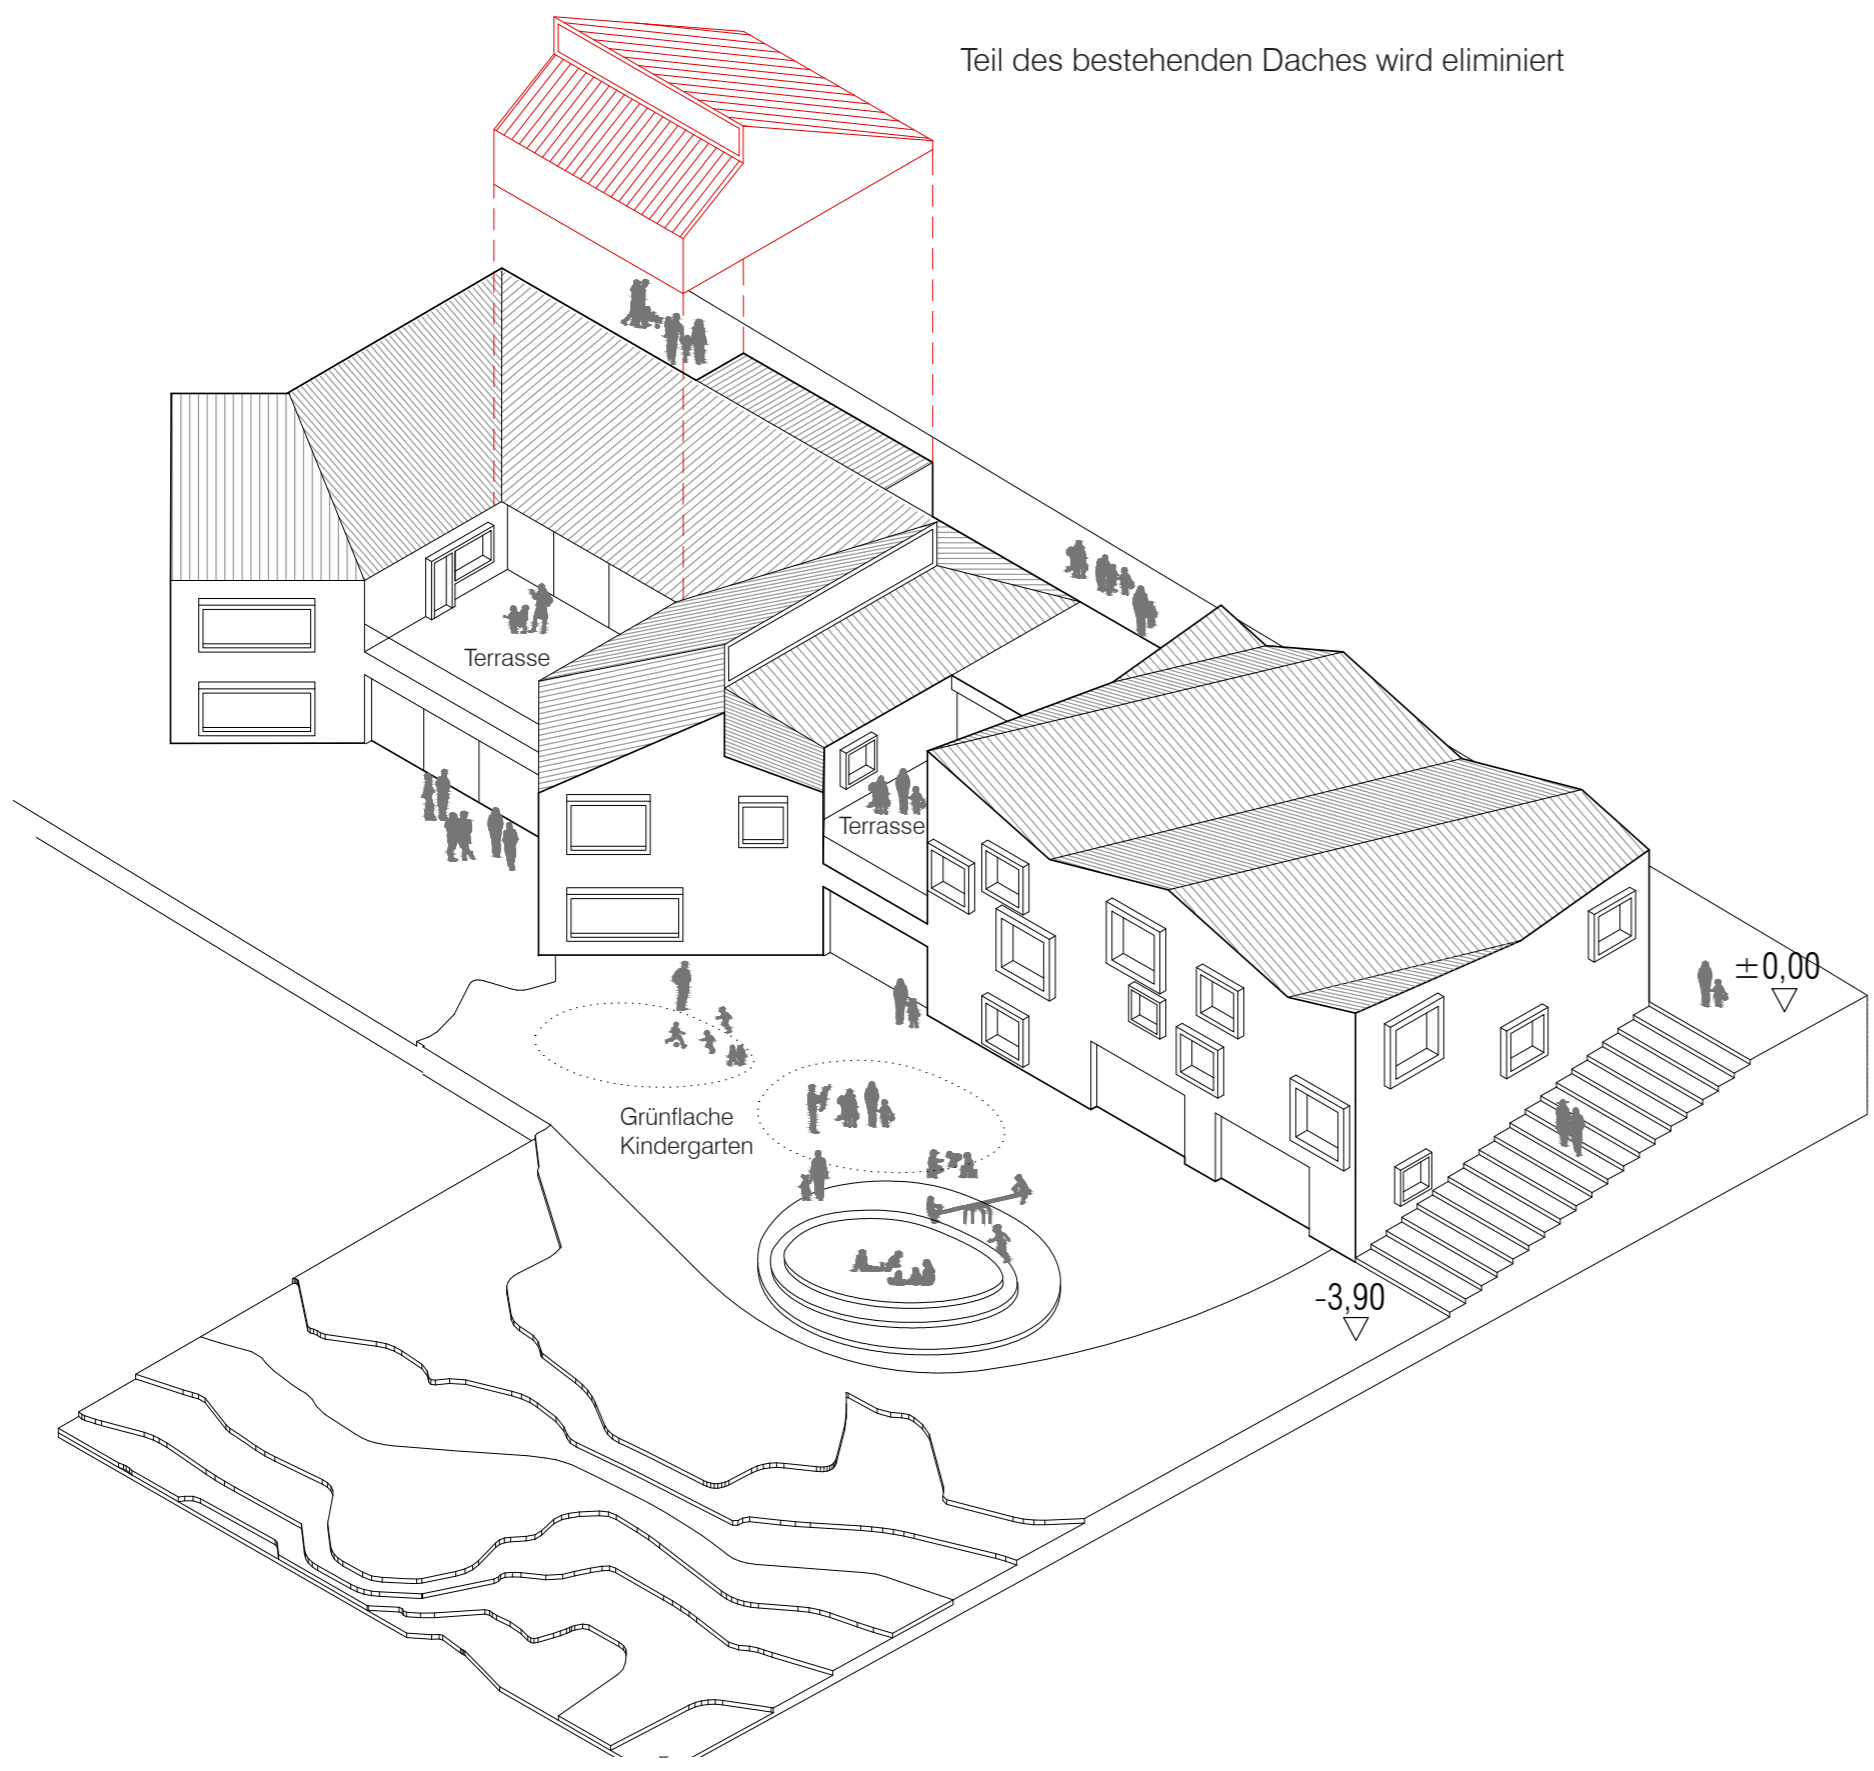 Teil des bestehenden Daches wird eliminiert
Terrasse
Terrasse
±0,00
Grünflache
Kindergarten
-3,90